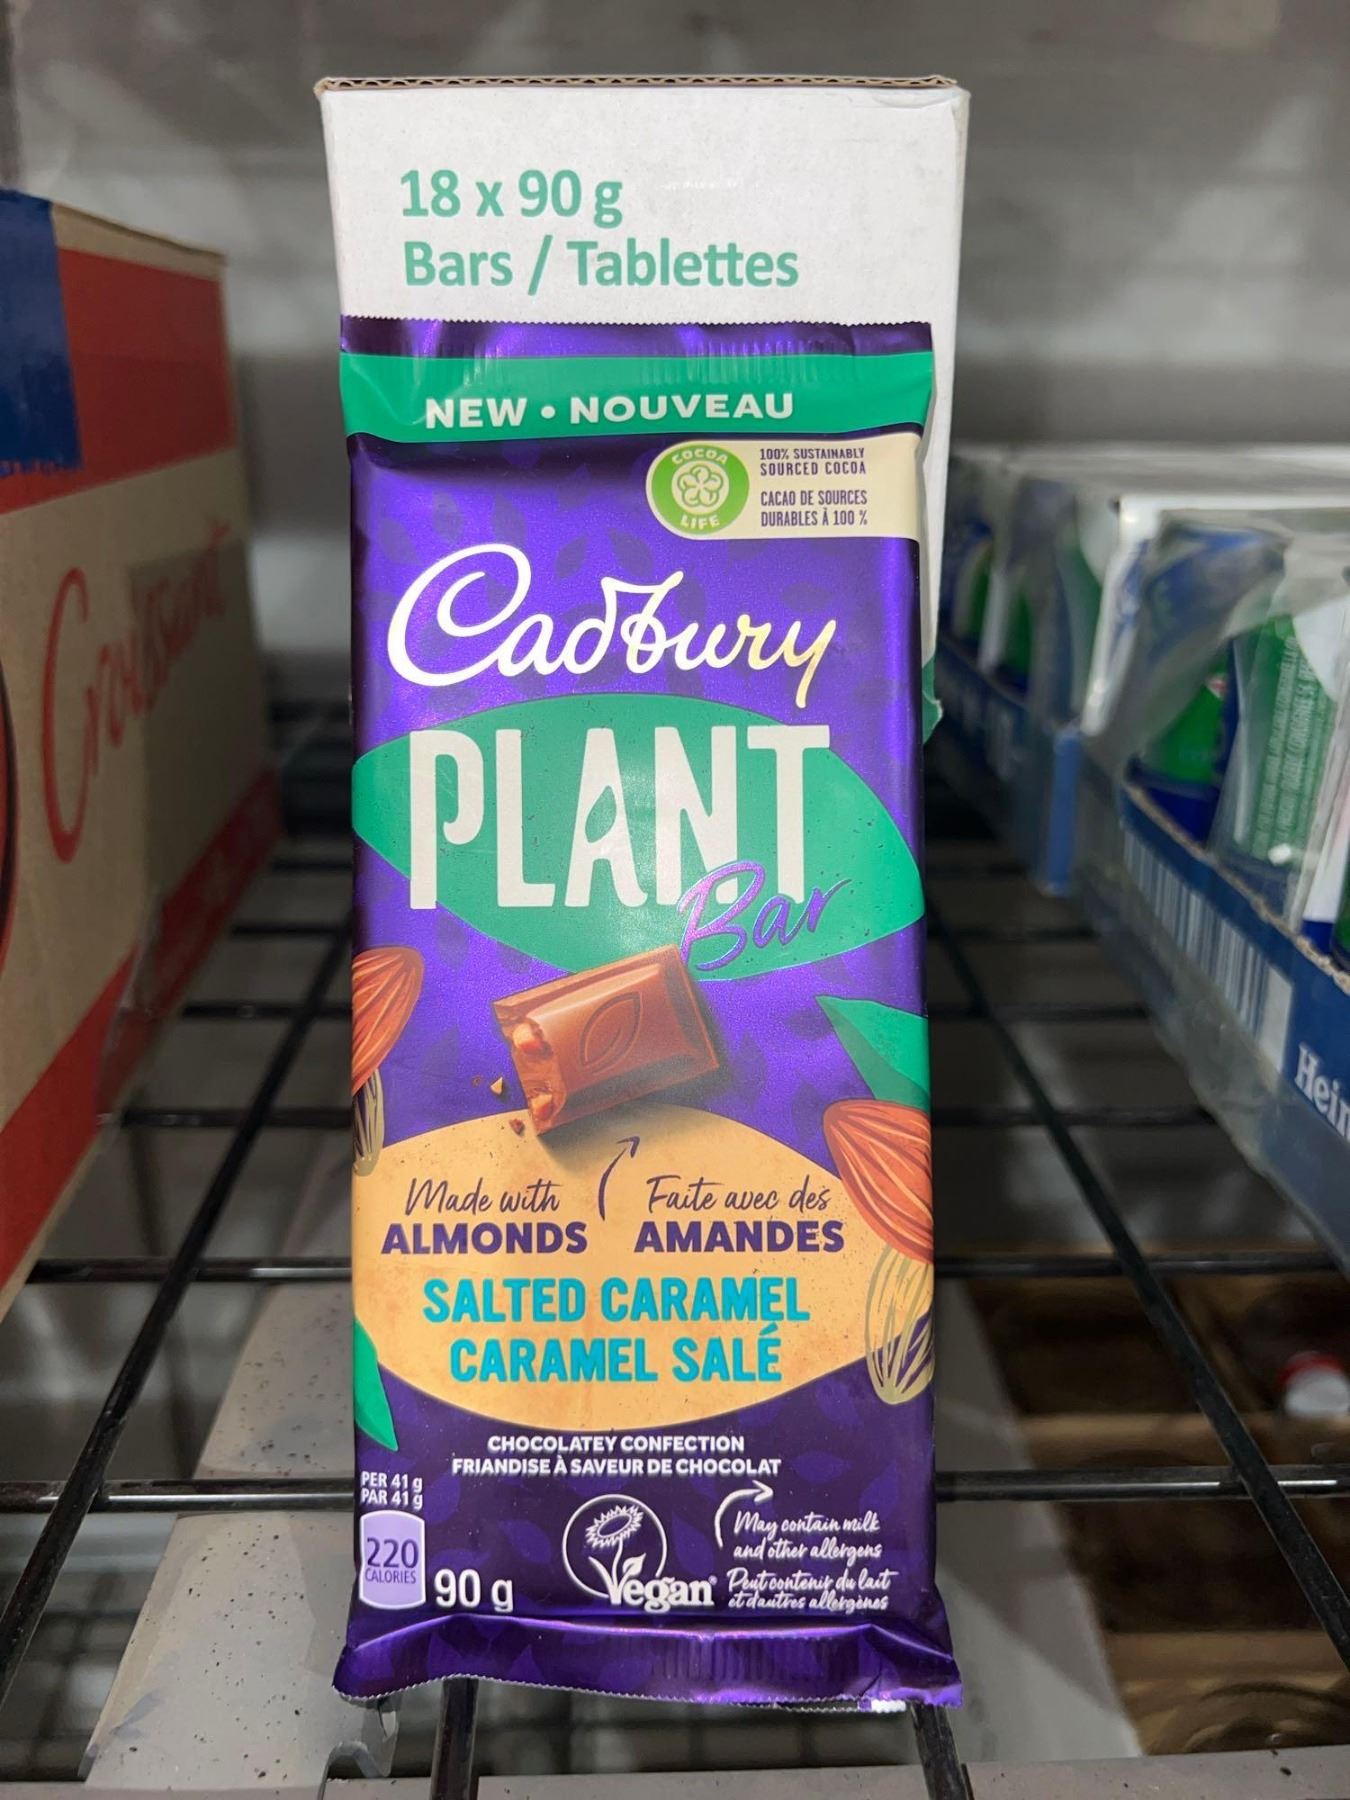 18 x 90 g
Bars / Tablettes
NEW • NOUVEAU
COCOA
LIFE
100% SUSTAINABLY
SOURCED COCOA
CACAO DE SOURCES
DURABLES À 100 %
Cadbury
PLANT
Bar
Made with
ALMONDS
Faite avec des
AMANDES
SALTED CARAMEL
CARAMEL SALÉ
CHOCOLATEY CONFECTION
FRIANDISE À SAVEUR DE CHOCOLAT
PER 41 g
PAR 41 g
220
CALORIES
90 g
Vegan
May contain milk
and other allergens
Peut contenir du lait
et d'autres allergènes
Croissant